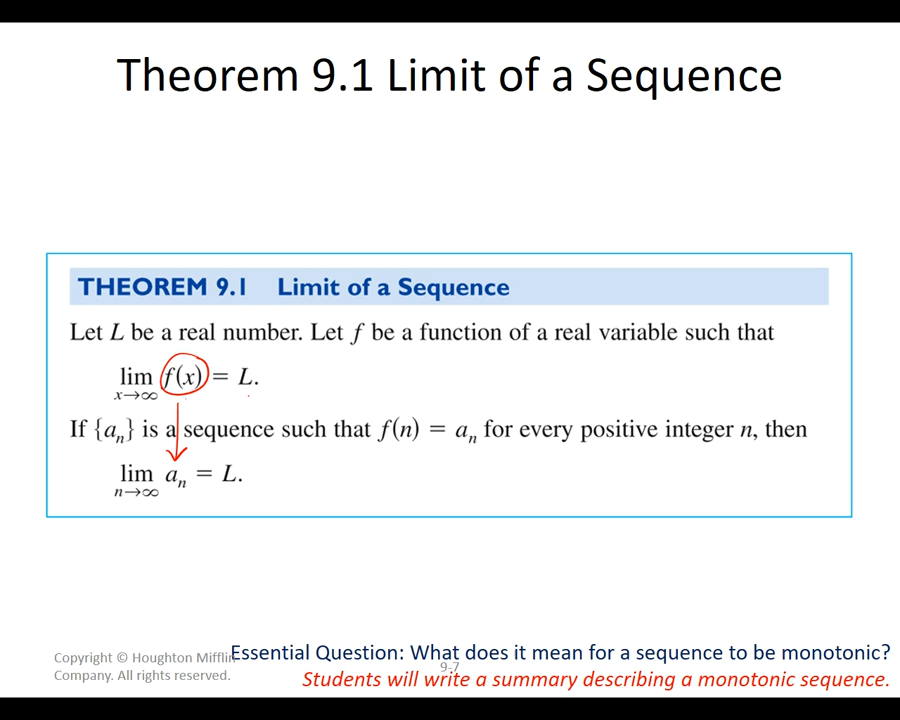 Theorem 9.1 Limit of a Sequence
THEOREM 9.1 Limit of a Sequence
Let L be a real number. Let f be a function of a real variable such that
lim f(x) = L.
x→∞
If {aₙ} is a sequence such that f(n) = aₙ for every positive integer n, then
lim aₙ = L.
n→∞
Copyright © Houghton Mifflin
Company. All rights reserved.
9-7
Essential Question: What does it mean for a sequence to be monotonic?
Students will write a summary describing a monotonic sequence.